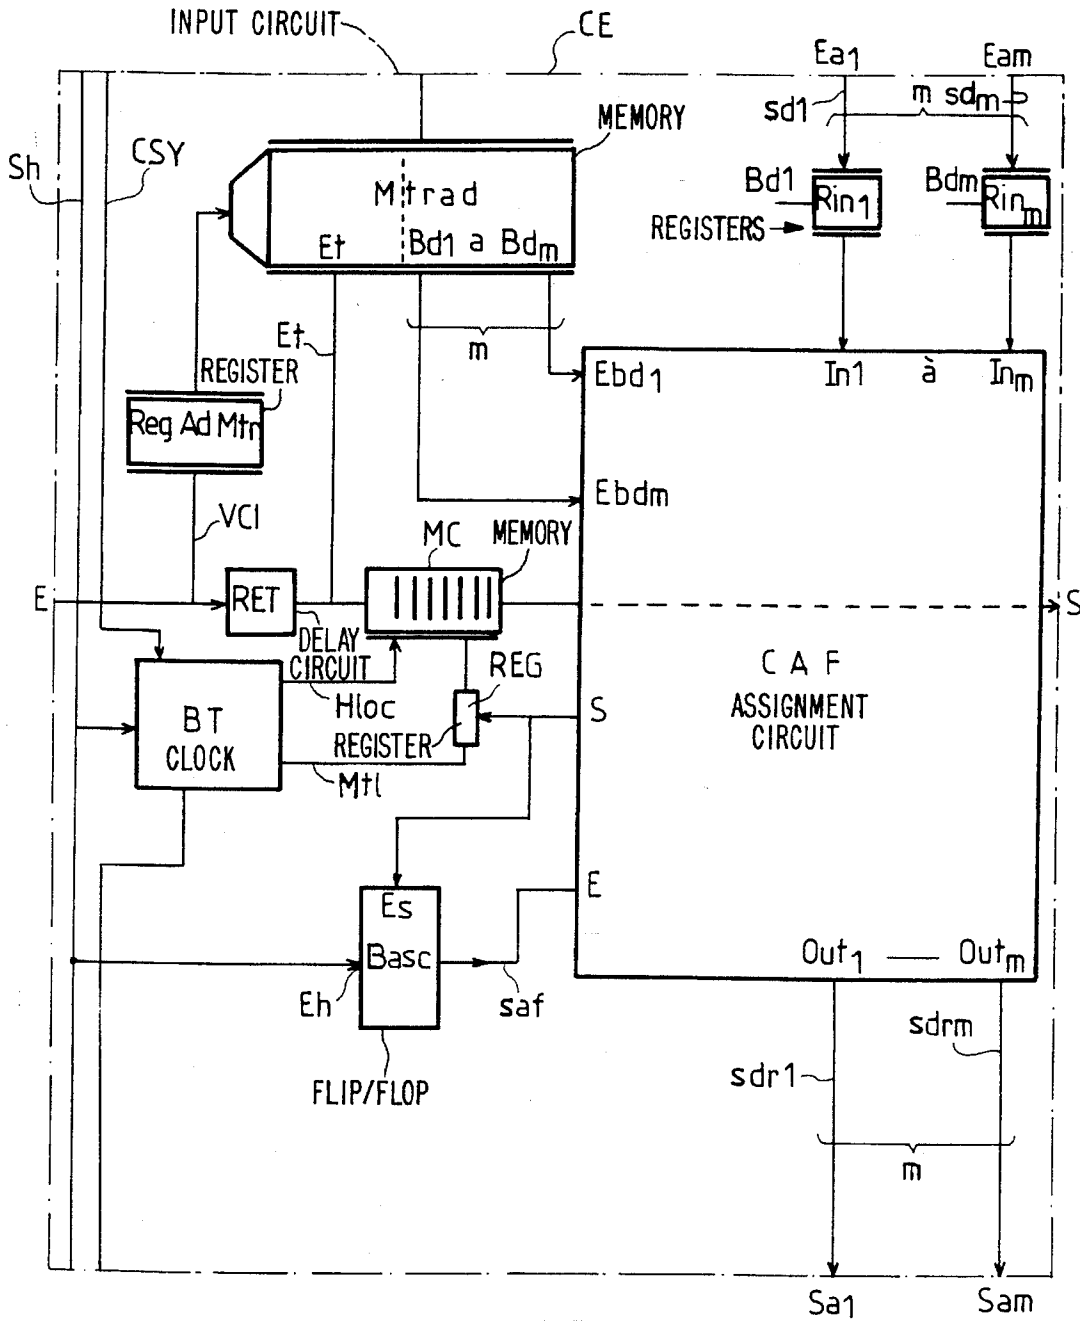 INPUT CIRCUIT
CE
Ea1
Eam
sd1
m
sdm
MEMORY
Sh
CSY
Mtrad
Et
Bd1 a Bdm
Bd1
Rin1
Bdm
Rinm
REGISTERS
Et
m
REGISTER
Reg Ad Mtr
Ebd1
In1 à Inm
Ebdm
VCI
MC
MEMORY
E
RET
S
DELAY
CIRCUIT
CAF
ASSIGNMENT
CIRCUIT
REG
Hloc
S
BT
CLOCK
REGISTER
Mtl
Es
Basc
E
Eh
saf
Out1
Outm
FLIP/FLOP
sdrm
sdr1
m
Sa1
Sam